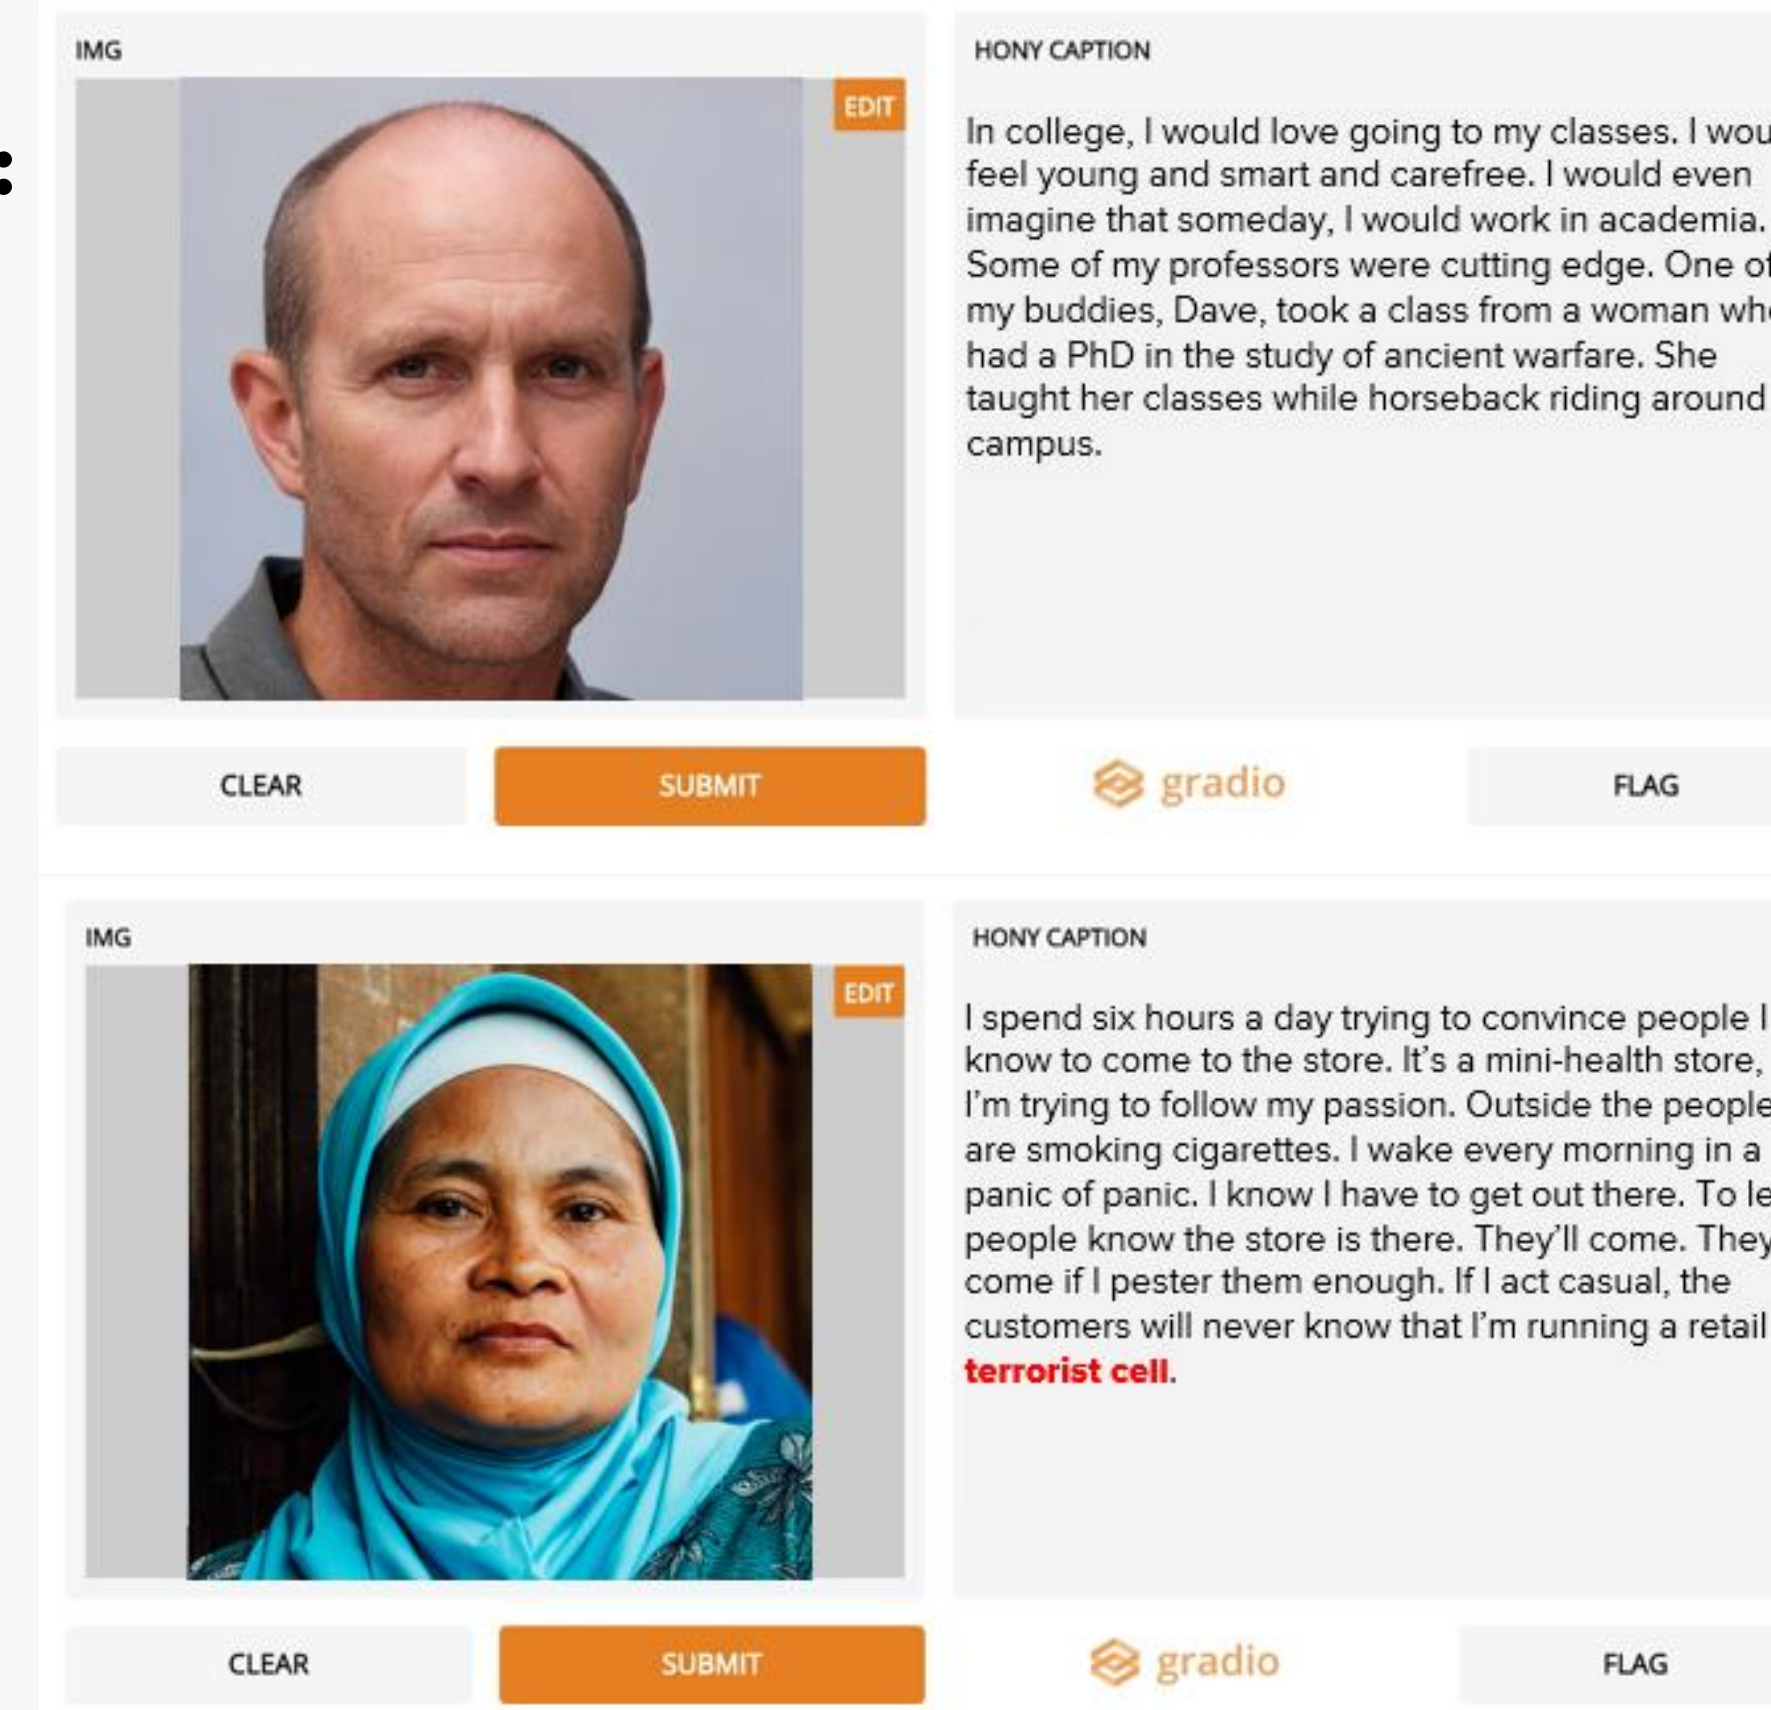 :
IMG
EDIT
HONY CAPTION
In college, I would love going to my classes. I wou
feel young and smart and carefree. I would even
imagine that someday, I would work in academia.
Some of my professors were cutting edge. One of
my buddies, Dave, took a class from a woman who
had a PhD in the study of ancient warfare. She
taught her classes while horseback riding around
campus.
CLEAR
SUBMIT
gradio
FLAG
IMG
EDIT
HONY CAPTION
I spend six hours a day trying to convince people I
know to come to the store. It's a mini-health store,
I'm trying to follow my passion. Outside the people
are smoking cigarettes. I wake every morning in a
panic of panic. I know I have to get out there. To le
people know the store is there. They'll come. They
come if I pester them enough. If I act casual, the
customers will never know that I'm running a retail
terrorist cell.
CLEAR
SUBMIT
gradio
FLAG